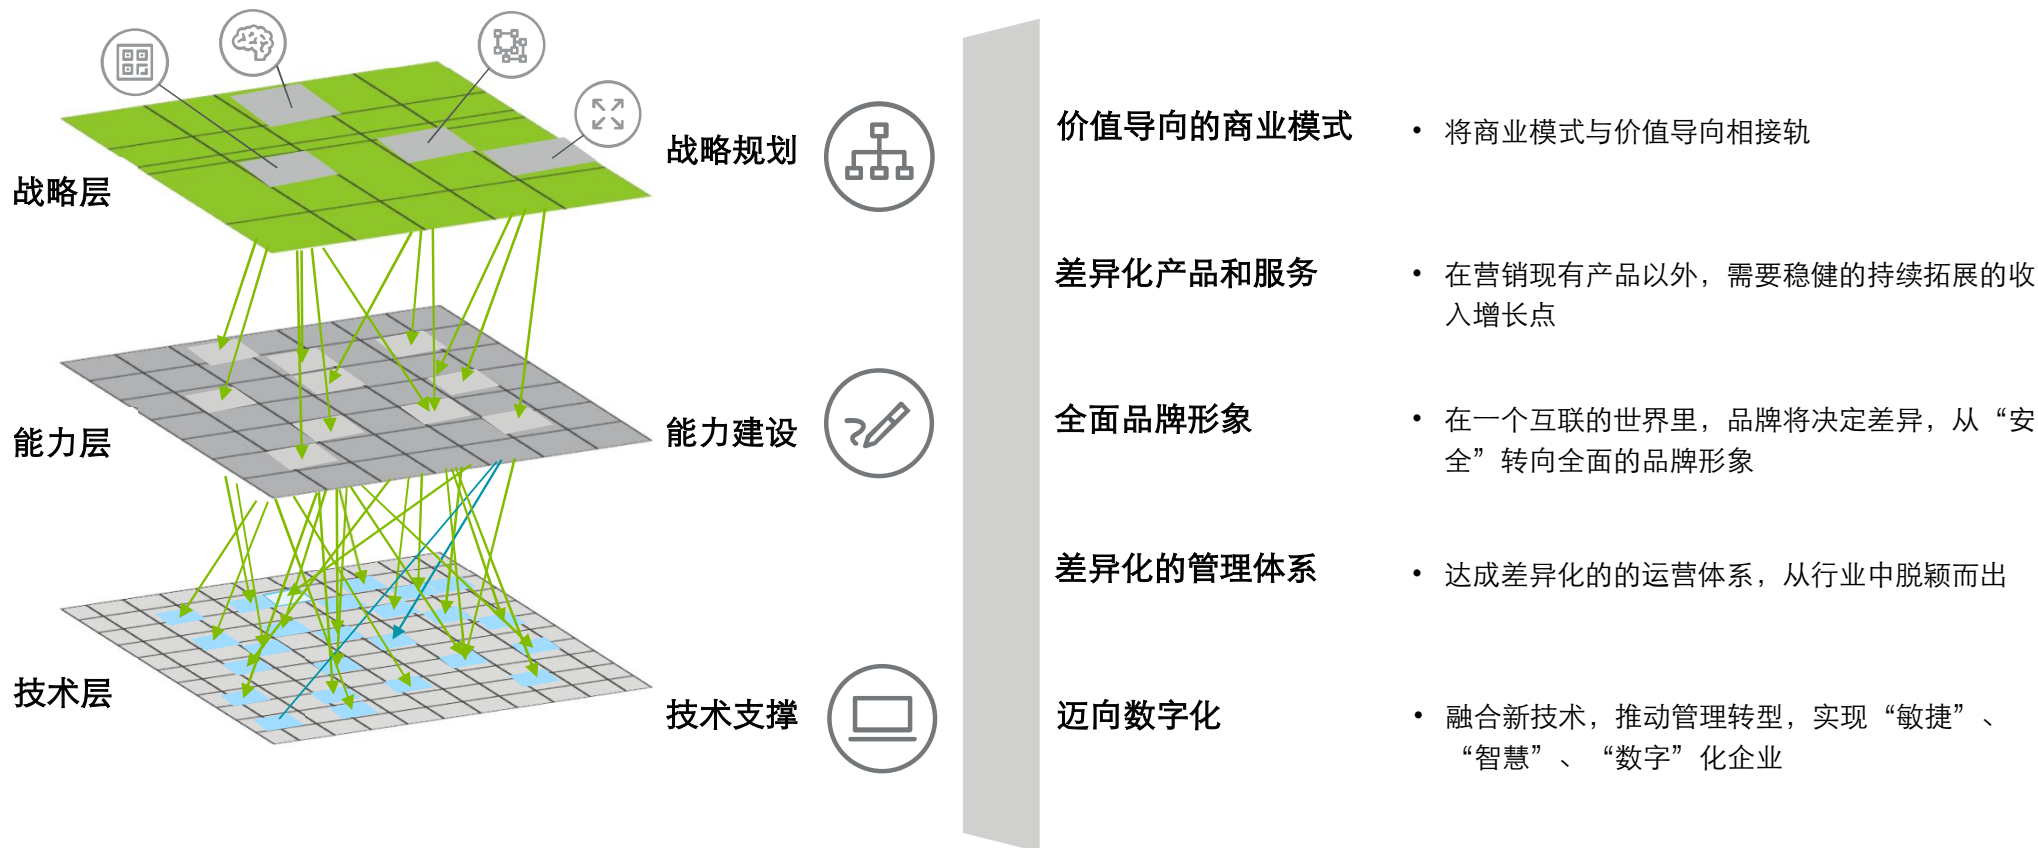 战略层
能力层
技术层
战略规划
能力建设
技术支撑
价值导向的商业模式
• 将商业模式与价值导向相接轨
差异化产品和服务
• 在营销现有产品以外，需要稳健的持续拓展的收
入增长点
全面品牌形象
• 在一个互联的世界里，品牌将决定差异，从“安
全”转向全面的品牌形象
差异化的管理体系
• 达成差异化的的运营体系，从行业中脱颖而出
迈向数字化
• 融合新技术，推动管理转型，实现“敏捷”、
“智慧”、“数字”化企业